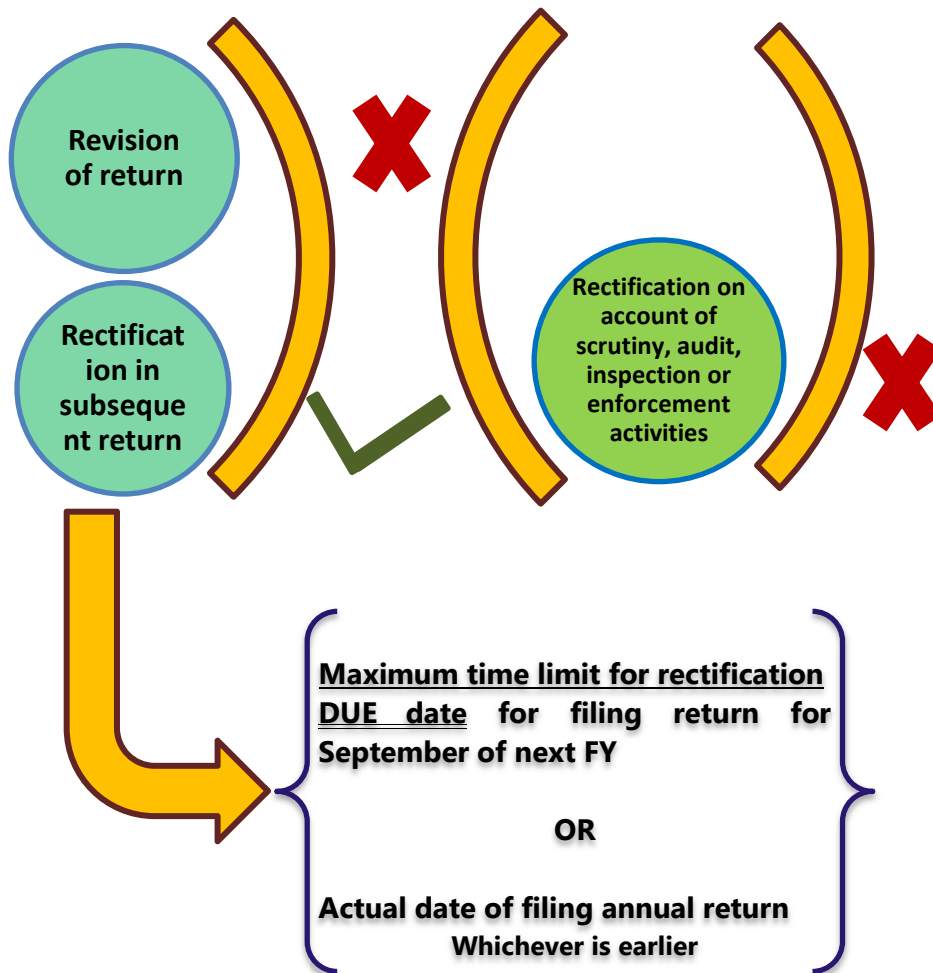 Revision
of return
Rectificat
ion in
subseque
nt return
Rectification on
account of
scrutiny, audit,
inspection or
enforcement
activities
Maximum time limit for rectification
DUE date for filing return for
September of next FY
OR
Actual date of filing annual return
Whichever is earlier